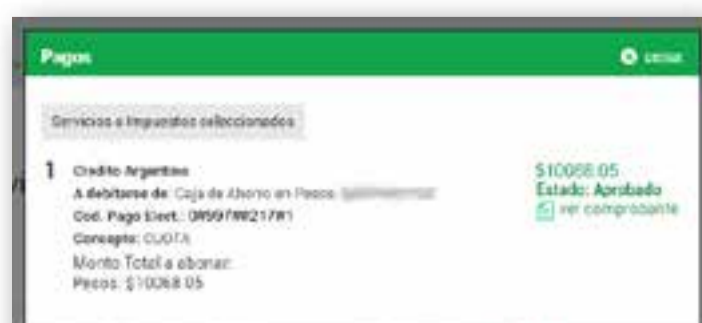 Pagos
cerrar
Servicios e Impuestos seleccionados
1 Credito Argentino
A debitarse de: Caja de Ahorro en Pesos
$10068.05
Estado: Aprobado
ver comprobante
Cod. Pago Elect.:
Concepto: CUOTA
Monto Total a abonar:
Pesos: $10068.05